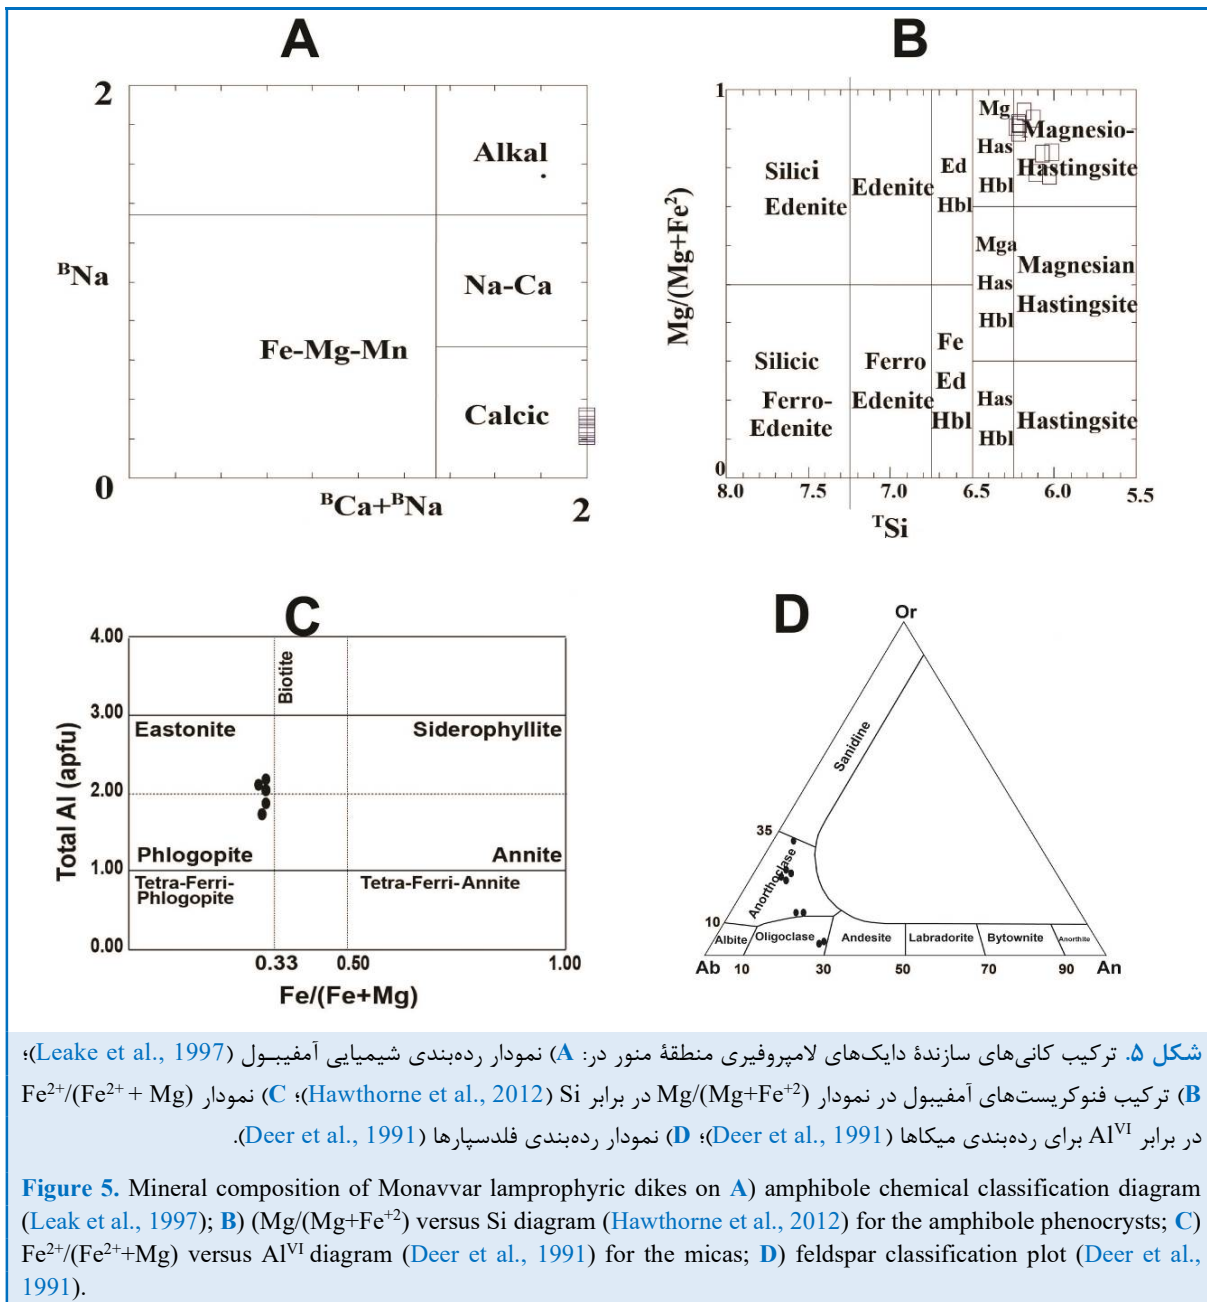 A
2
Alkal
Na-Ca
Fe-Mg-Mn
Calcic
ᴮNa
0
ᴮCa+ᴮNa
2
B
1
Mg
Magnesio-
Has
Hastingsite
Hbl
Silici
Edenite
Edenite
Ed
Hbl
Mga
Has
Hbl
Magnesian
Hastingsite
Silicic
Ferro-
Edenite
Ferro
Edenite
Fe
Ed
Hbl
Has
Hbl
Hastingsite
Mg/(Mg+Fe²)
0
8.0 7.5 7.0 6.5 6.0 5.5
ᵀSi
C
4.00
3.00
2.00
1.00
0.00
Total Al (apfu)
Biotite
Eastonite Siderophyllite
Phlogopite Annite
Tetra-Ferri-
Phlogopite
Tetra-Ferri-Annite
0.33 0.50 1.00
Fe/(Fe+Mg)
D
Or
Sanidine
35
Anorthoclase
10
Albite Oligoclase Andesite Labradorite Bytownite Anorthite
Ab 10 30 50 70 90 An
شکل ۵. ترکیب کانی‌های سازندهٔ دایک‌های لامپروفیری منطقهٔ منور در: A) نمودار رده‌بندی شیمیایی آمفیبـول (Leake et al., 1997)؛
B) ترکیب فنوکریست‌های آمفیبول در نمودار Mg/(Mg+Fe⁺²) در برابر Si (Hawthorne et al., 2012)؛ C) نمودار Fe²⁺/(Fe²⁺ + Mg)
در برابر Alⱽᴵ برای رده‌بندی میکاها (Deer et al., 1991)؛ D) نمودار رده‌بندی فلدسپارها (Deer et al., 1991).
Figure 5. Mineral composition of Monavvar lamprophyric dikes on A) amphibole chemical classification diagram
(Leak et al., 1997); B) (Mg/(Mg+Fe⁺²) versus Si diagram (Hawthorne et al., 2012) for the amphibole phenocrysts; C)
Fe²⁺/(Fe²⁺+Mg) versus Alⱽᴵ diagram (Deer et al., 1991) for the micas; D) feldspar classification plot (Deer et al.,
1991).